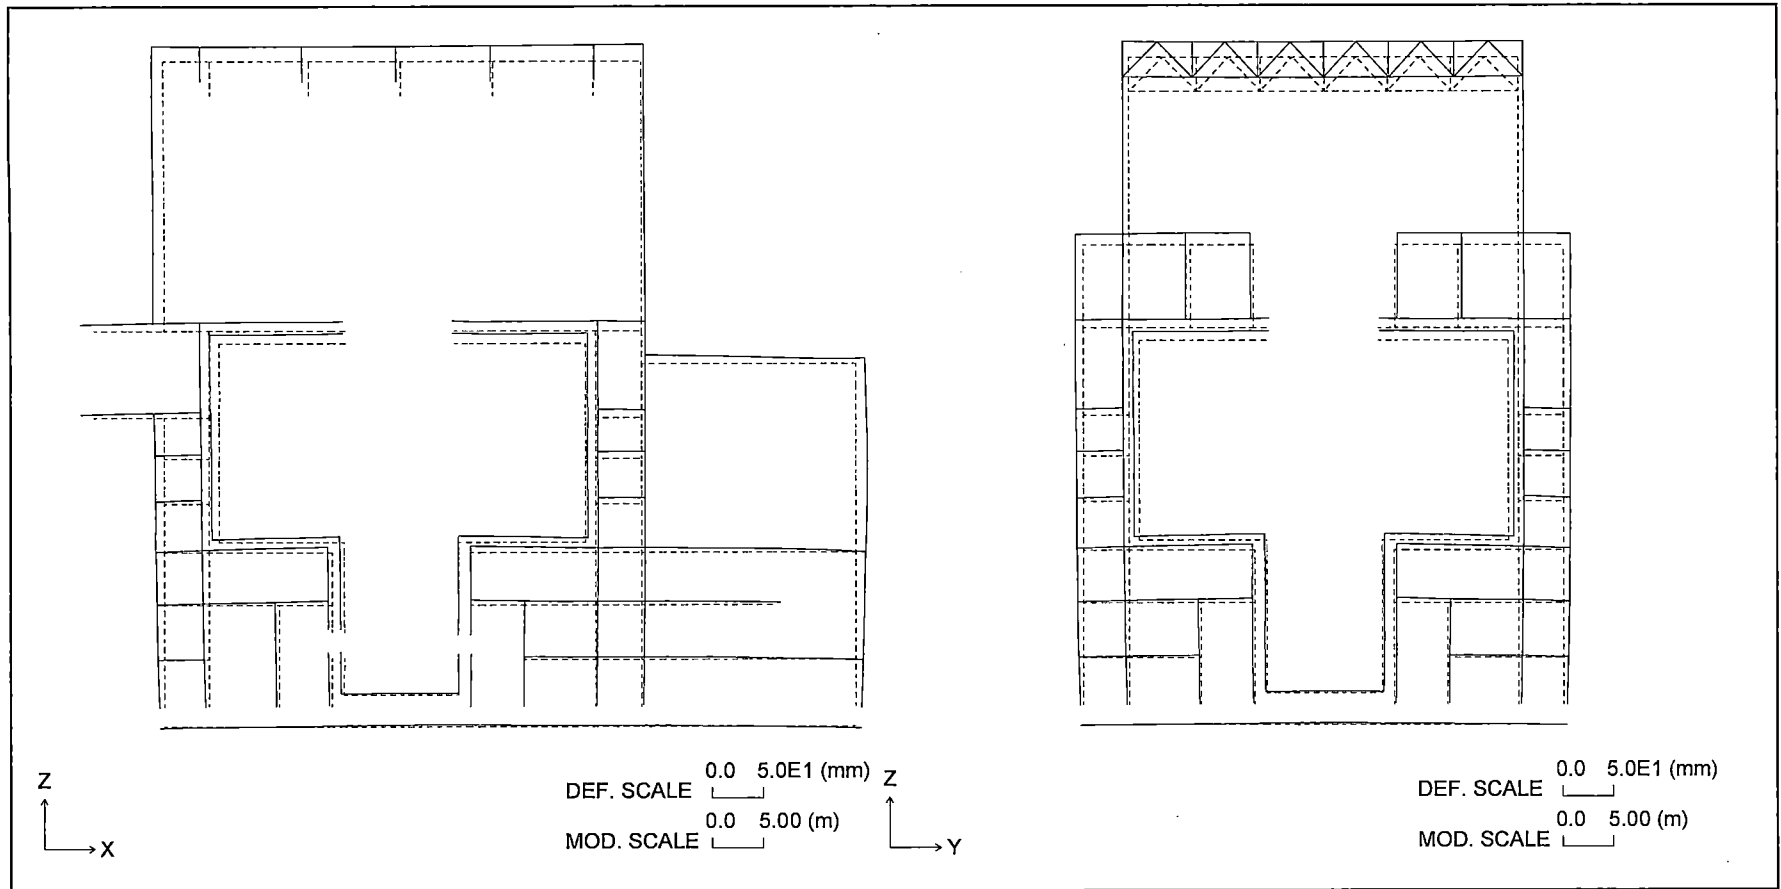 Z
X
0.0 5.0E1 (mm)
DEF. SCALE
0.0 5.00 (m)
MOD. SCALE
Z
Y
0.0 5.0E1 (mm)
DEF. SCALE
0.0 5.00 (m)
MOD. SCALE